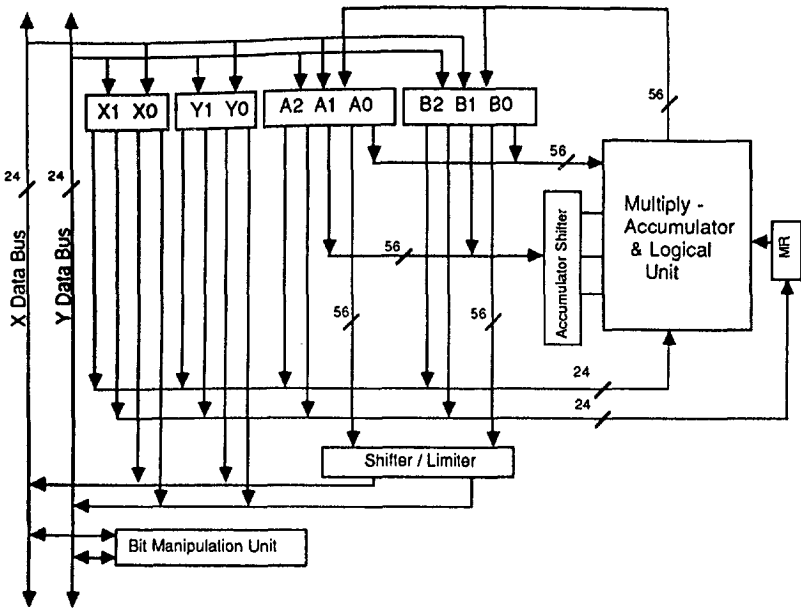 56
X1 X0
Y1 Y0
A2 A1 A0
B2 B1 B0
24
24
56
56
56
56
X Data Bus
Y Data Bus
Accumulator Shifter
Multiply -
Accumulator
& Logical
Unit
MR
24
24
Shifter / Limiter
Bit Manipulation Unit